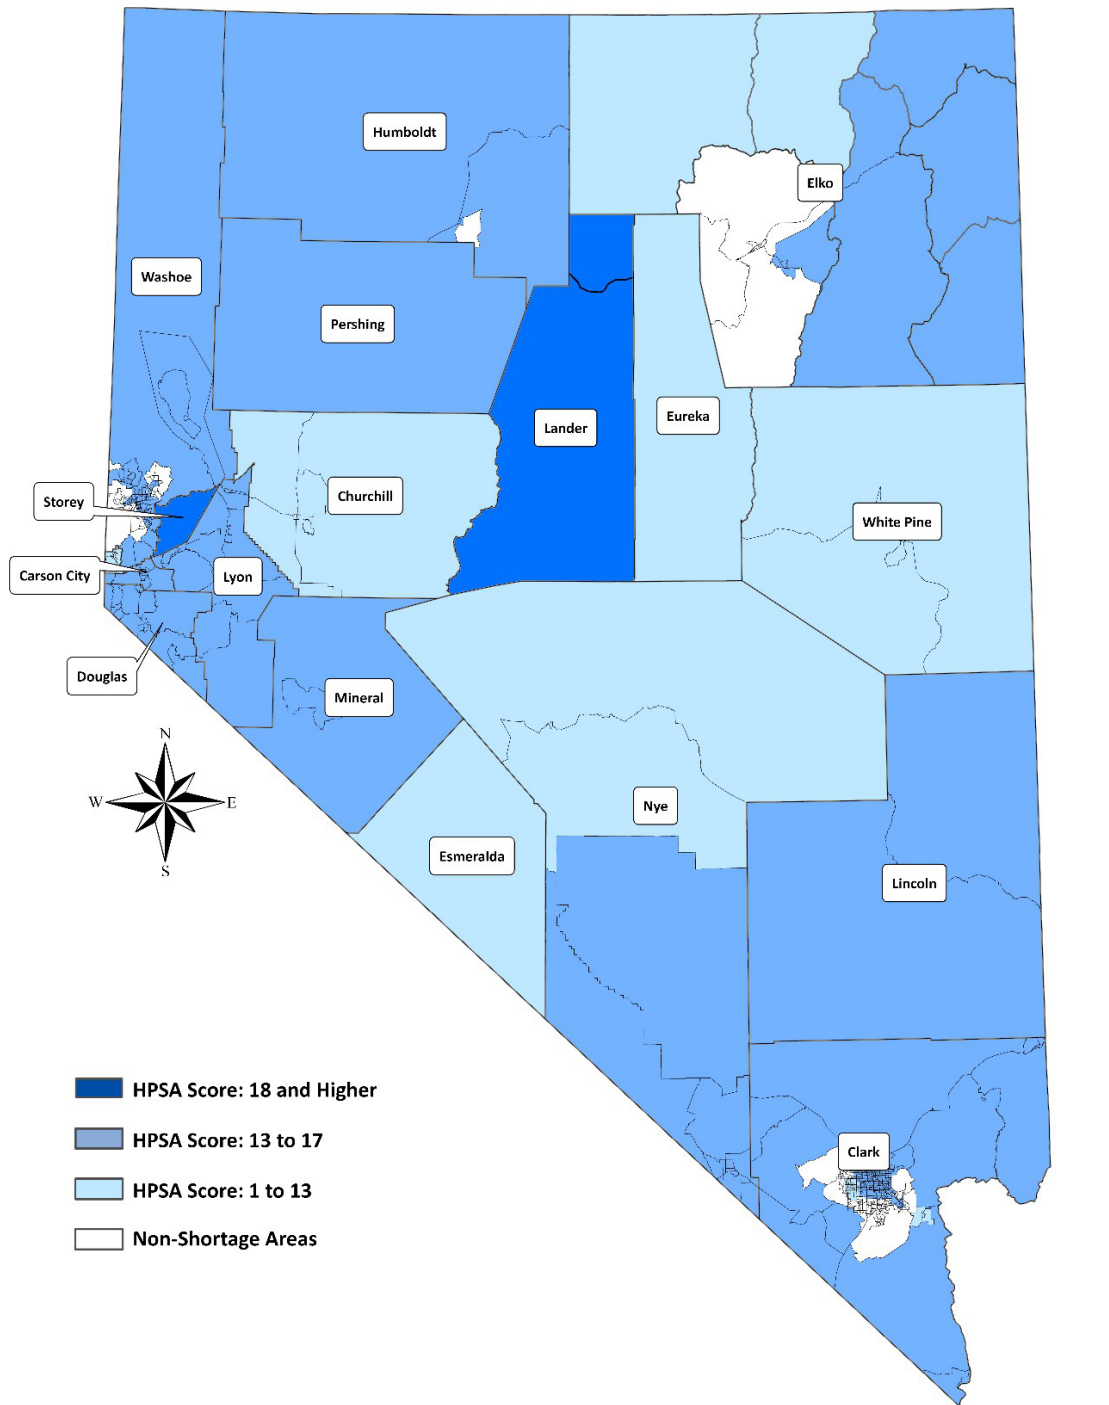 Humboldt
Elko
Washoe
Pershing
Lander
Eureka
Storey
Churchill
White Pine
Carson City
Lyon
Douglas
Mineral
N
W
E
S
Nye
Esmeralda
Lincoln
HPSA Score: 18 and Higher
HPSA Score: 13 to 17
Clark
HPSA Score: 1 to 13
Non-Shortage Areas